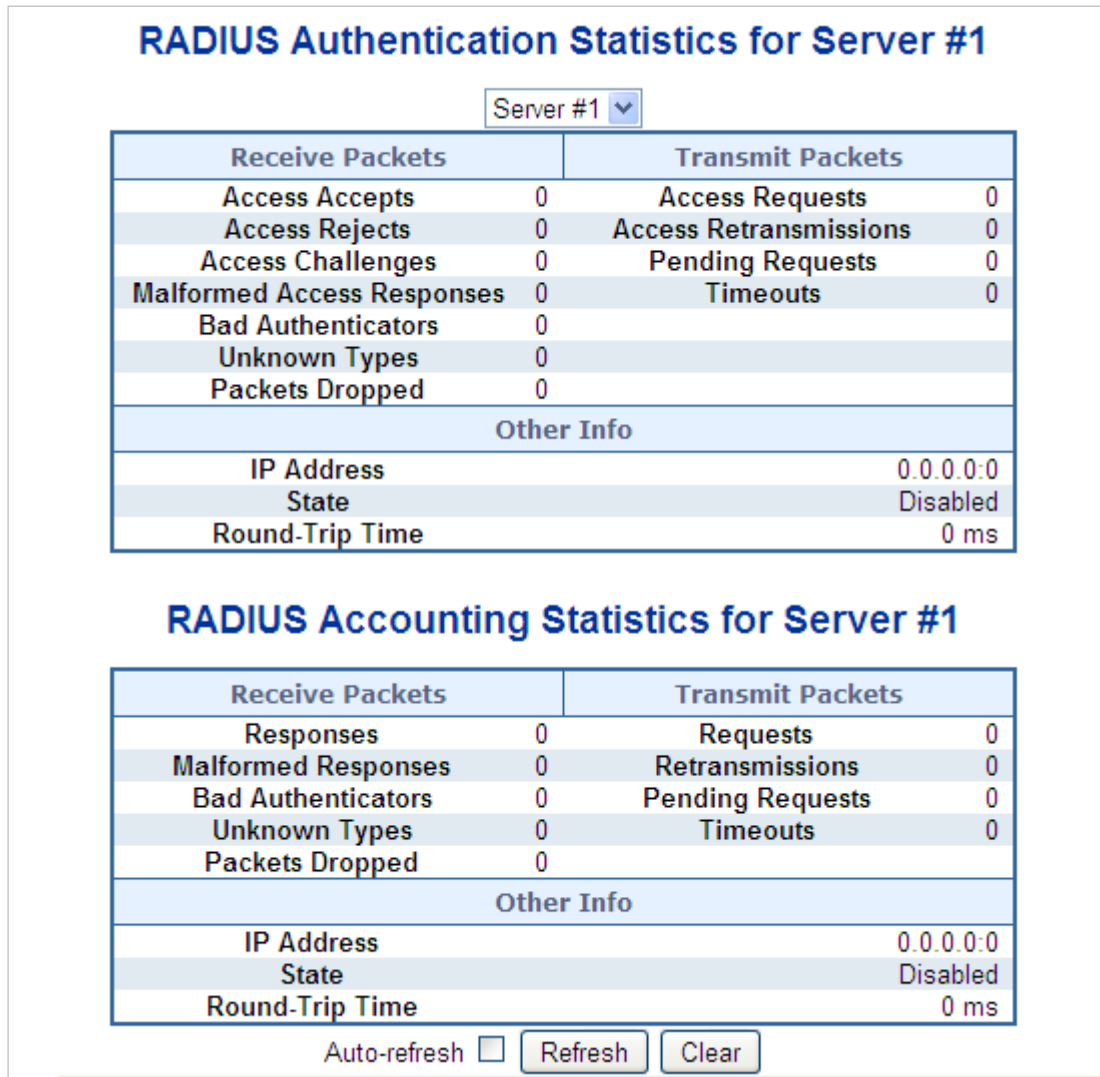 RADIUS Authentication Statistics for Server #1
Server #1
Receive Packets Transmit Packets
Access Accepts 0 Access Requests 0
Access Rejects 0 Access Retransmissions 0
Access Challenges 0 Pending Requests 0
Malformed Access Responses 0 Timeouts 0
Bad Authenticators 0
Unknown Types 0
Packets Dropped 0
Other Info
IP Address 0.0.0.0:0
State Disabled
Round-Trip Time 0 ms
RADIUS Accounting Statistics for Server #1
Receive Packets Transmit Packets
Responses 0 Requests 0
Malformed Responses 0 Retransmissions 0
Bad Authenticators 0 Pending Requests 0
Unknown Types 0 Timeouts 0
Packets Dropped 0
Other Info
IP Address 0.0.0.0:0
State Disabled
Round-Trip Time 0 ms
Auto-refresh Refresh Clear